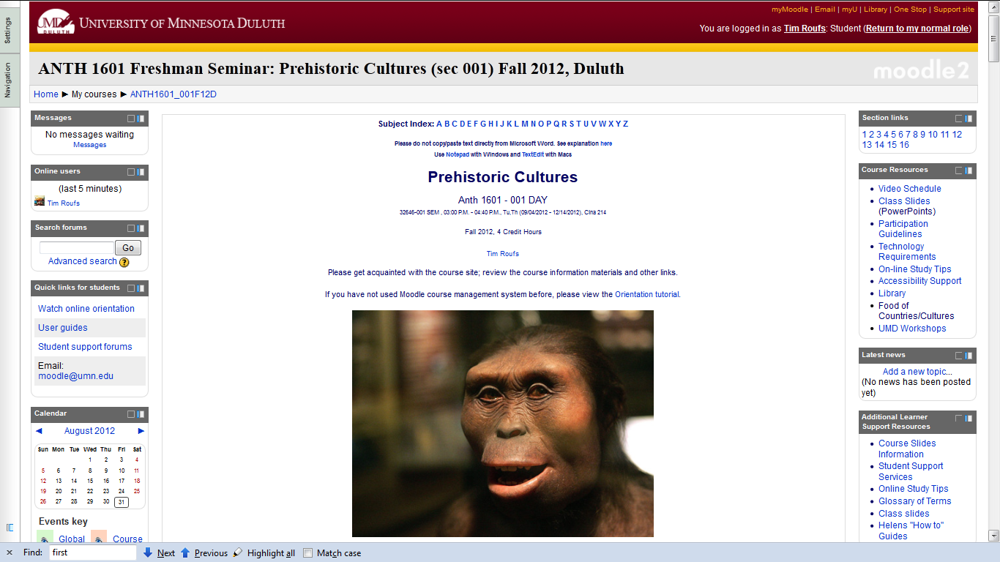 Settings
Navigation
UMD
DULUTH
UNIVERSITY OF MINNESOTA DULUTH
myMoodle | Email | myU | Library | One Stop | Support site
You are logged in as Tim Roufs: Student (Return to my normal role)
ANTH 1601 Freshman Seminar: Prehistoric Cultures (sec 001) Fall 2012, Duluth
moodle2
Home ► My courses ► ANTH1601_001F12D
Messages
No messages waiting
Messages
Online users
(last 5 minutes)
Tim Roufs
Search forums
Go
Advanced search ?
Quick links for students
Watch online orientation
User guides
Student support forums
Email:
moodle@umn.edu
Calendar
◄ August 2012 ►
Sun Mon Tue Wed Thu Fri Sat
1 2 3 4
5 6 7 8 9 10 11
12 13 14 15 16 17 18
19 20 21 22 23 24 25
26 27 28 29 30 31
Events key
Global Course
Subject Index: A B C D E F G H I J K L M N O P Q R S T U V W X Y Z
Please do not copy/paste text directly from Microsoft Word. See explanation here
Use Notepad with Windows and TextEdit with Macs
Prehistoric Cultures
Anth 1601 - 001 DAY
32646-001 SEM , 03:00 P.M. - 04:40 P.M., Tu,Th (09/04/2012 - 12/14/2012), Cina 214
Fall 2012, 4 Credit Hours
Tim Roufs
Please get acquainted with the course site; review the course information materials and other links.
If you have not used Moodle course management system before, please view the Orientation tutorial.
Section links
1 2 3 4 5 6 7 8 9 10 11 12
13 14 15 16
Course Resources
• Video Schedule
• Class Slides
(PowerPoints)
• Participation
Guidelines
• Technology
Requirements
• On-line Study Tips
• Accessibility Support
• Library
• Food of
Countries/Cultures
• UMD Workshops
Latest news
Add a new topic...
(No news has been posted
yet)
Additional Learner
Support Resources
• Course Slides
Information
• Student Support
Services
• Online Study Tips
• Glossary of Terms
• Class slides
• Helens "How to"
Guides
× Find: first Next Previous Highlight all Match case